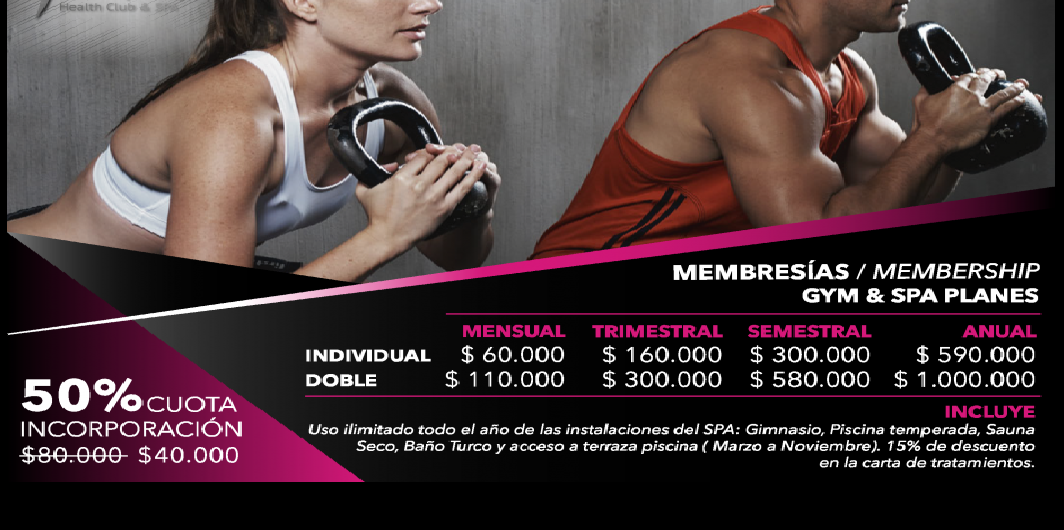 Health Club & SPA
MEMBRESÍAS / MEMBERSHIP
GYM & SPA PLANES
MENSUAL TRIMESTRAL SEMESTRAL ANUAL
INDIVIDUAL $ 60.000 $ 160.000 $ 300.000 $ 590.000
DOBLE $ 110.000 $ 300.000 $ 580.000 $ 1.000.000
50% CUOTA
INCORPORACIÓN
$80.000 $40.000
INCLUYE
Uso ilimitado todo el año de las instalaciones del SPA: Gimnasio, Piscina temperada, Sauna
Seco, Baño Turco y acceso a terraza piscina ( Marzo a Noviembre). 15% de descuento
en la carta de tratamientos.